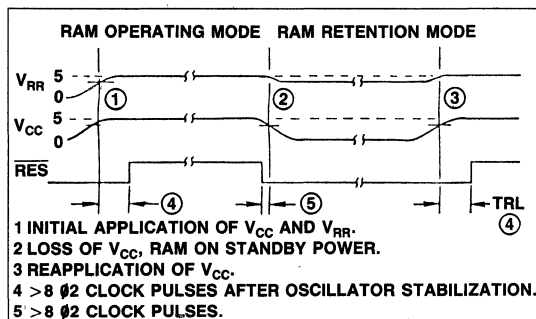 RAM OPERATING MODE RAM RETENTION MODE
VRR 5
0
1 2 3
VCC 5
0
RES
4 5 TRL
4
1 INITIAL APPLICATION OF VCC AND VRR.
2 LOSS OF VCC, RAM ON STANDBY POWER.
3 REAPPLICATION OF VCC.
4 >8 Ø2 CLOCK PULSES AFTER OSCILLATOR STABILIZATION.
5 >8 Ø2 CLOCK PULSES.